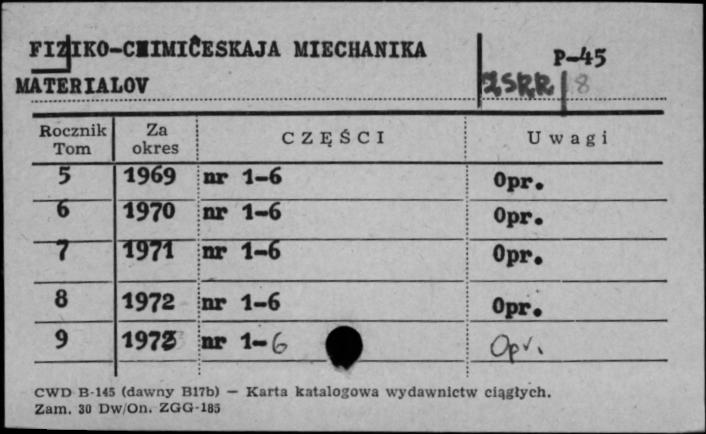 FIZIKO-CHIMIČESKAJA MIECHANIKA P-45
MATERIALOV ZSRR 18
Rocznik Tom Za okres CZĘŚCI Uwagi
5 1969 nr 1-6 Opr.
6 1970 nr 1-6 Opr.
7 1971 nr 1-6 Opr.
8 1972 nr 1-6 Opr.
9 1973 nr 1-6 Opr.
CWD B-145 (dawny B17b) — Karta katalogowa wydawnictw ciągłych.
Zam. 30 Dw/On. ZGG-185